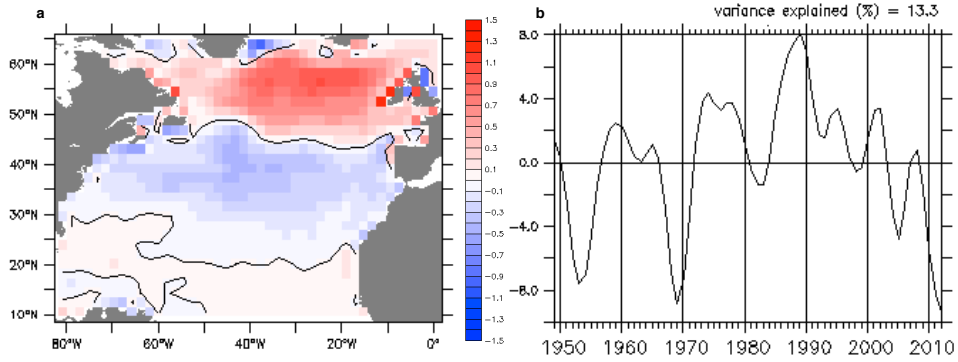 a
60°N
50°N
40°N
30°N
20°N
10°N
80°W 60°W 40°W 20°W 0°
1.5
1.3
1.1
0.9
0.7
0.5
0.3
0.1
-0.1
-0.3
-0.5
-0.7
-0.9
-1.1
-1.3
-1.5
b
variance explained (%) = 13.3
8.0
4.0
0.0
-4.0
-8.0
1950 1960 1970 1980 1990 2000 2010